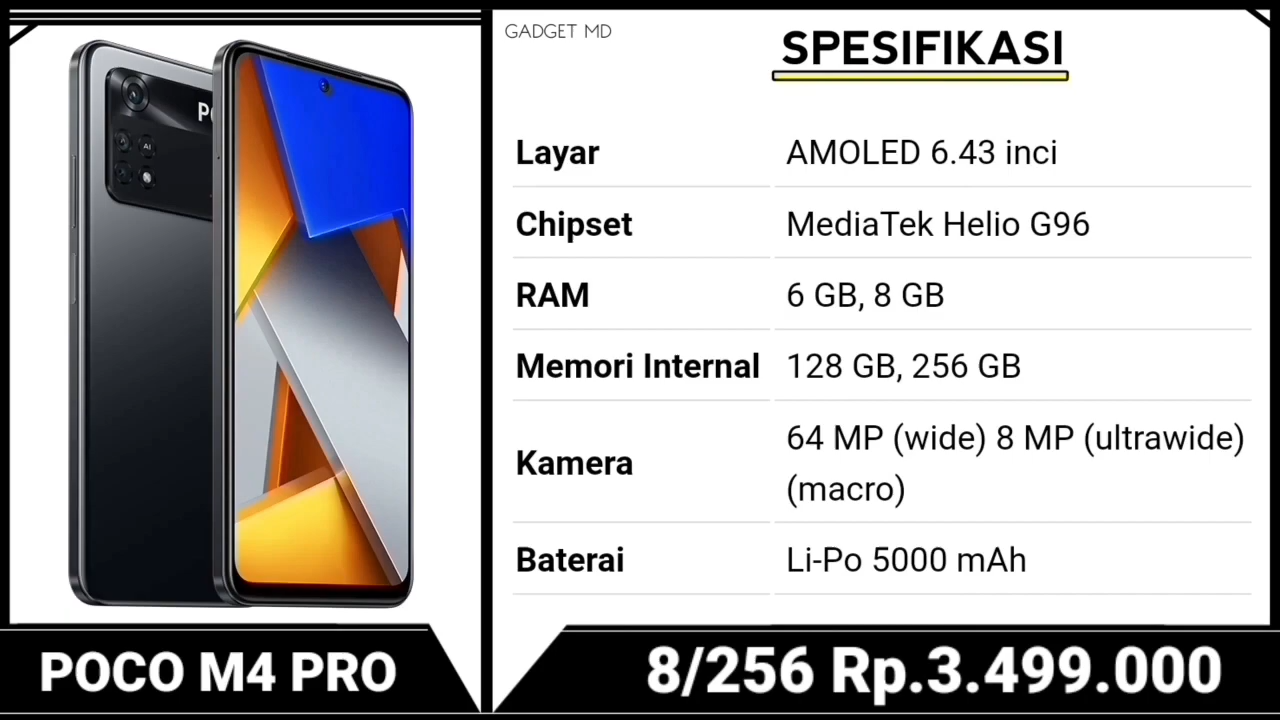 GADGET MD
SPESIFIKASI
Layar AMOLED 6.43 inci
Chipset MediaTek Helio G96
RAM 6 GB, 8 GB
Memori Internal 128 GB, 256 GB
Kamera 64 MP (wide) 8 MP (ultrawide)
(macro)
Baterai Li-Po 5000 mAh
AI
POCO M4 PRO
8/256 Rp.3.499.000